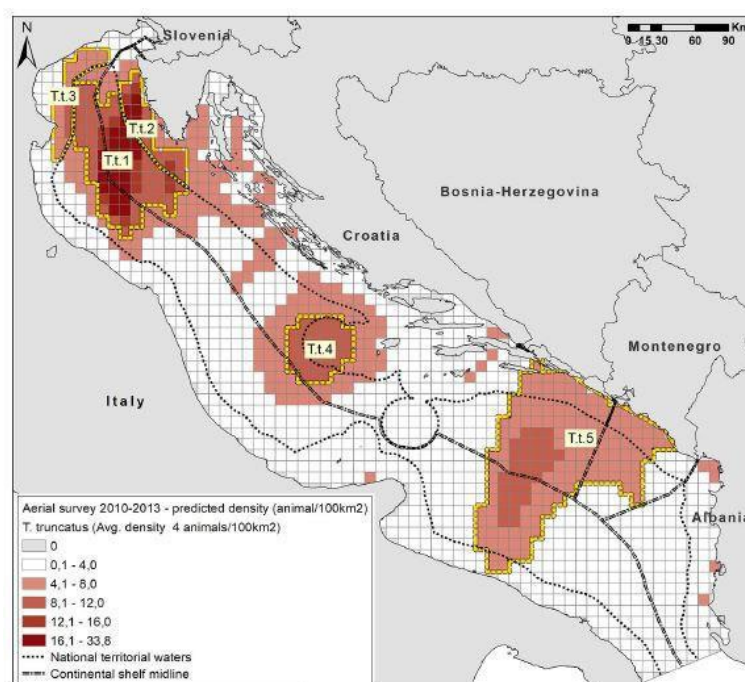 N
Slovenia
Km
0 15 30 60 90
T.t.3
T.t.2
T.t.1
Bosnia-Herzegovina
Croatia
Montenegro
T.t.4
Italy
T.t.5
Albania
Aerial survey 2010-2013 - predicted density (animal/100km2)
T. truncatus (Avg. density 4 animals/100km2)
0
0,1 - 4,0
4,1 - 8,0
8,1 - 12,0
12,1 - 16,0
16,1 - 33,8
National territorial waters
Continental shelf midline